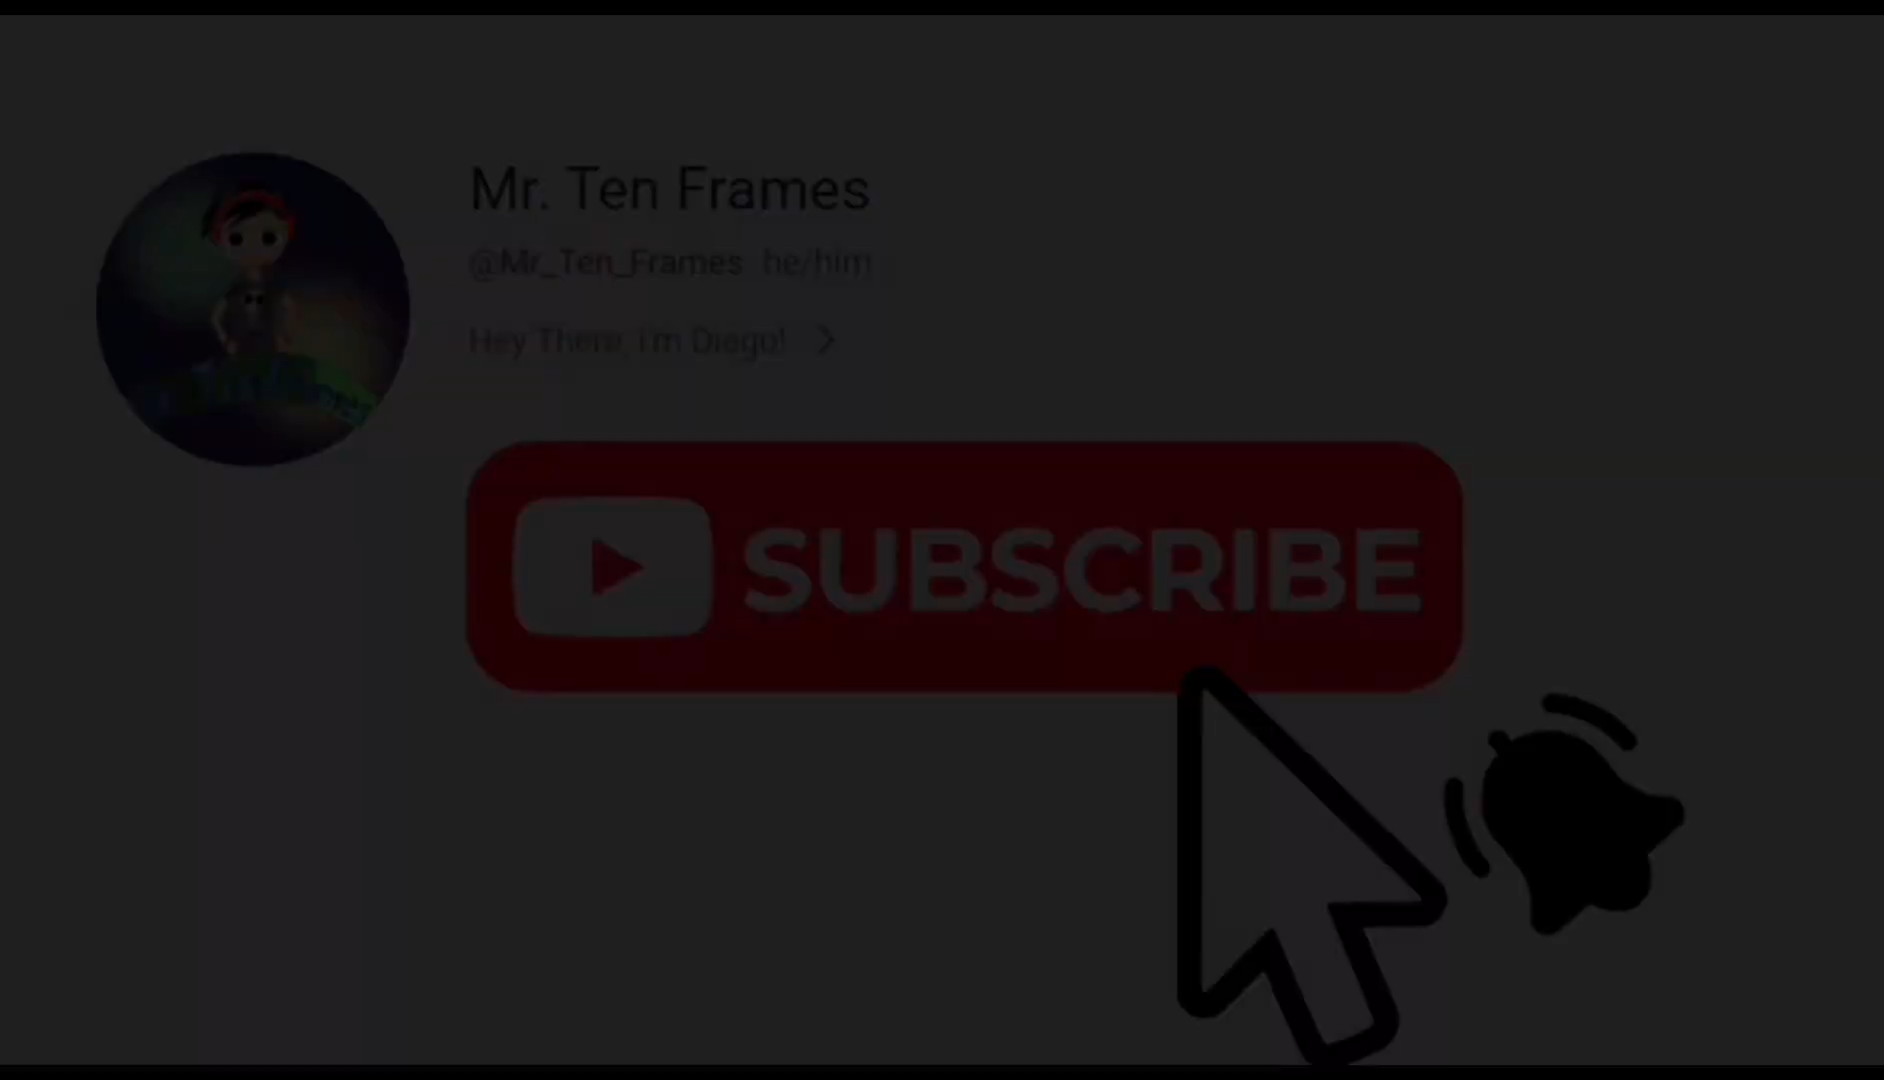 Mr. Ten Frames
@Mr_Ten_Frames he/him
Hey There, I'm Diego! >
SUBSCRIBE